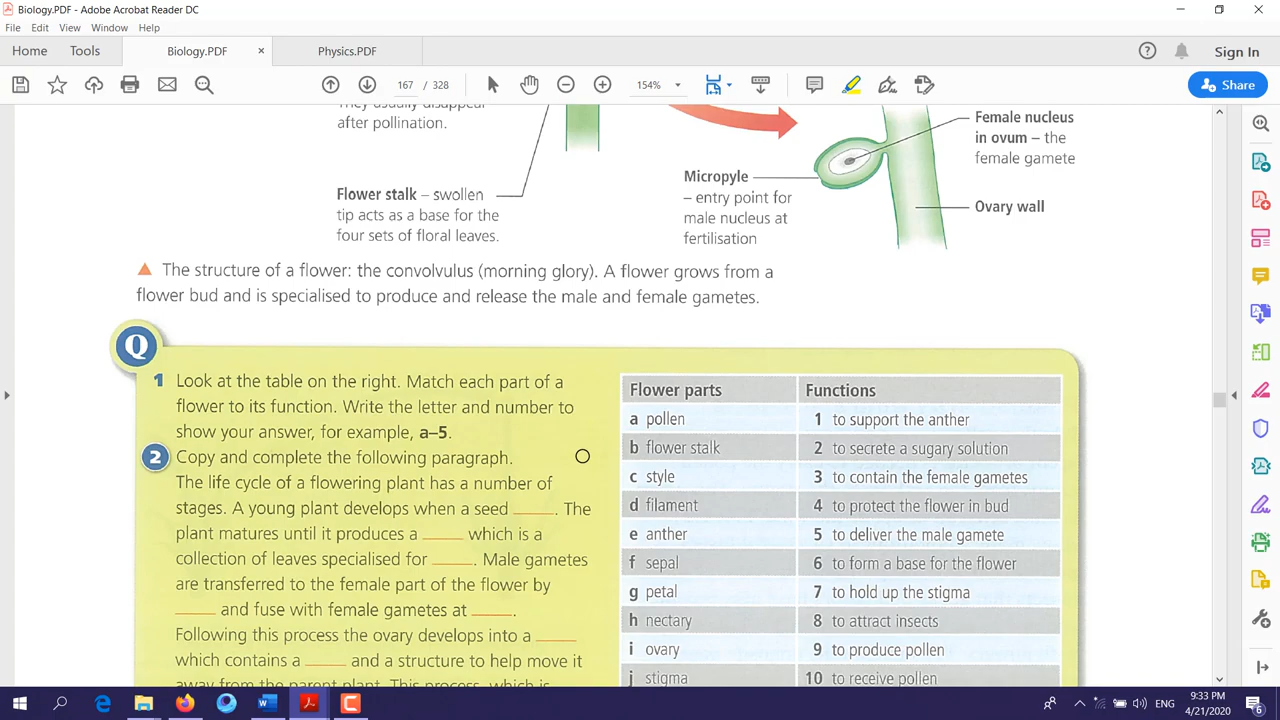 Biology.PDF - Adobe Acrobat Reader DC
File Edit View Window Help
Home Tools Biology.PDF × Physics.PDF Sign In
167 / 328 154% Share
They usually disappear
after pollination.
Flower stalk – swollen
tip acts as a base for the
four sets of floral leaves.
Micropyle
– entry point for
male nucleus at
fertilisation
Female nucleus
in ovum – the
female gamete
Ovary wall
The structure of a flower: the convolvulus (morning glory). A flower grows from a
flower bud and is specialised to produce and release the male and female gametes.
Q
1 Look at the table on the right. Match each part of a
flower to its function. Write the letter and number to
show your answer, for example, a–5.
2 Copy and complete the following paragraph.
The life cycle of a flowering plant has a number of
stages. A young plant develops when a seed _____. The
plant matures until it produces a _____ which is a
collection of leaves specialised for _____. Male gametes
are transferred to the female part of the flower by
_____ and fuse with female gametes at _____.
Following this process the ovary develops into a _____
which contains a _____ and a structure to help move it
away from the parent plant. This process, which is
Flower parts Functions
a pollen 1 to support the anther
b flower stalk 2 to secrete a sugary solution
c style 3 to contain the female gametes
d filament 4 to protect the flower in bud
e anther 5 to deliver the male gamete
f sepal 6 to form a base for the flower
g petal 7 to hold up the stigma
h nectary 8 to attract insects
i ovary 9 to produce pollen
j stigma 10 to receive pollen
ENG
9:33 PM
4/21/2020
6